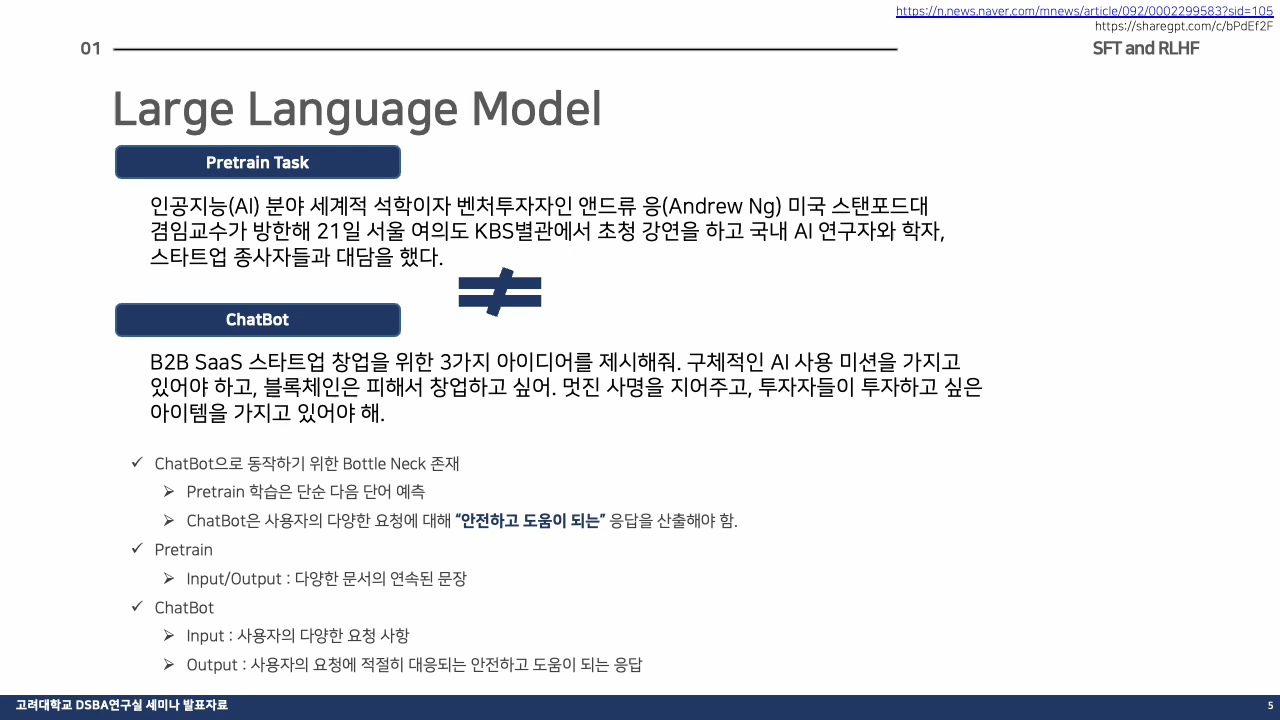 https://n.news.naver.com/mnews/article/092/0002299583?sid=105
https://sharegpt.com/c/bPdEf2F
01
SFT and RLHF
Large Language Model
Pretrain Task
인공지능(AI) 분야 세계적 석학이자 벤처투자자인 앤드류 응(Andrew Ng) 미국 스탠포드대
겸임교수가 방한해 21일 서울 여의도 KBS별관에서 초청 강연을 하고 국내 AI 연구자와 학자,
스타트업 종사자들과 대담을 했다.
≠
ChatBot
B2B SaaS 스타트업 창업을 위한 3가지 아이디어를 제시해줘. 구체적인 AI 사용 미션을 가지고
있어야 하고, 블록체인은 피해서 창업하고 싶어. 멋진 사명을 지어주고, 투자자들이 투자하고 싶은
아이템을 가지고 있어야 해.
✓ ChatBot으로 동작하기 위한 Bottle Neck 존재
➢ Pretrain 학습은 단순 다음 단어 예측
➢ ChatBot은 사용자의 다양한 요청에 대해 “안전하고 도움이 되는” 응답을 산출해야 함.
✓ Pretrain
➢ Input/Output : 다양한 문서의 연속된 문장
✓ ChatBot
➢ Input : 사용자의 다양한 요청 사항
➢ Output : 사용자의 요청에 적절히 대응되는 안전하고 도움이 되는 응답
고려대학교 DSBA연구실 세미나 발표자료
5